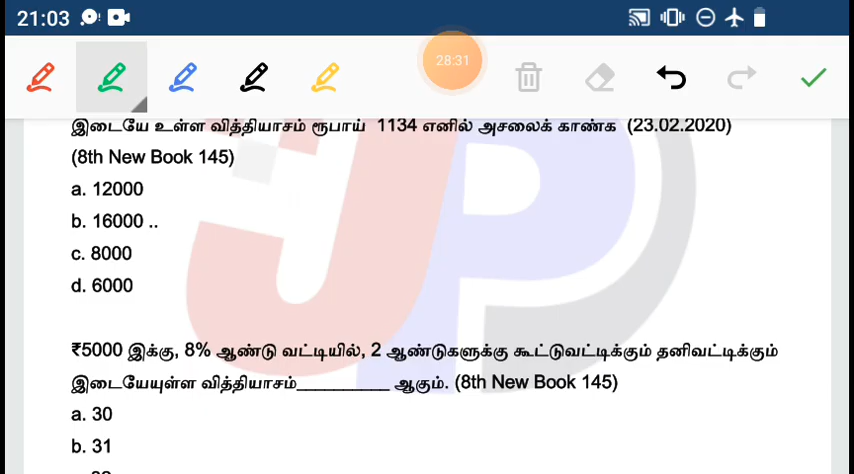 21:03
28:31
இடையே உள்ள வித்தியாசம் ரூபாய் 1134 எனில் அசலைக் காண்க (23.02.2020)
(8th New Book 145)
a. 12000
b. 16000 ..
c. 8000
d. 6000
₹5000 இக்கு, 8% ஆண்டு வட்டியில், 2 ஆண்டுகளுக்கு கூட்டுவட்டிக்கும் தனிவட்டிக்கும்
இடையேயுள்ள வித்தியாசம்__________ ஆகும். (8th New Book 145)
a. 30
b. 31